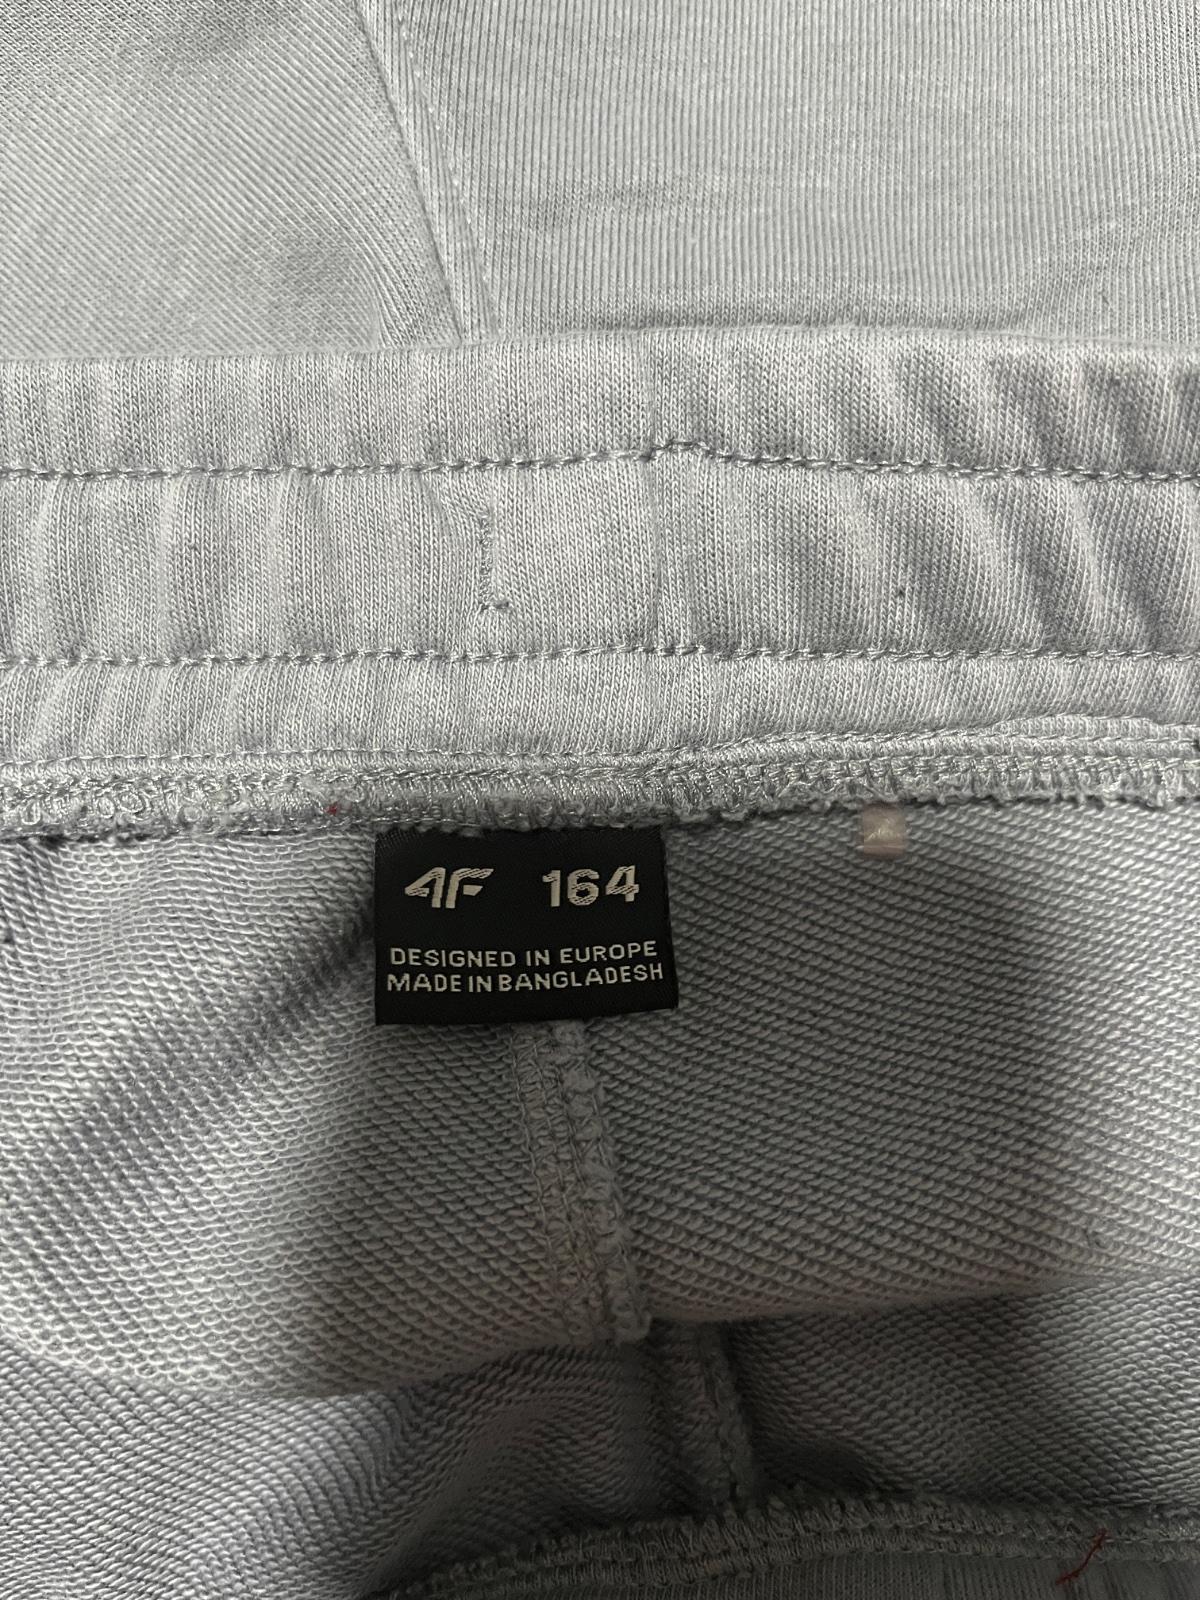 4F 164
DESIGNED IN EUROPE
MADE IN BANGLADESH